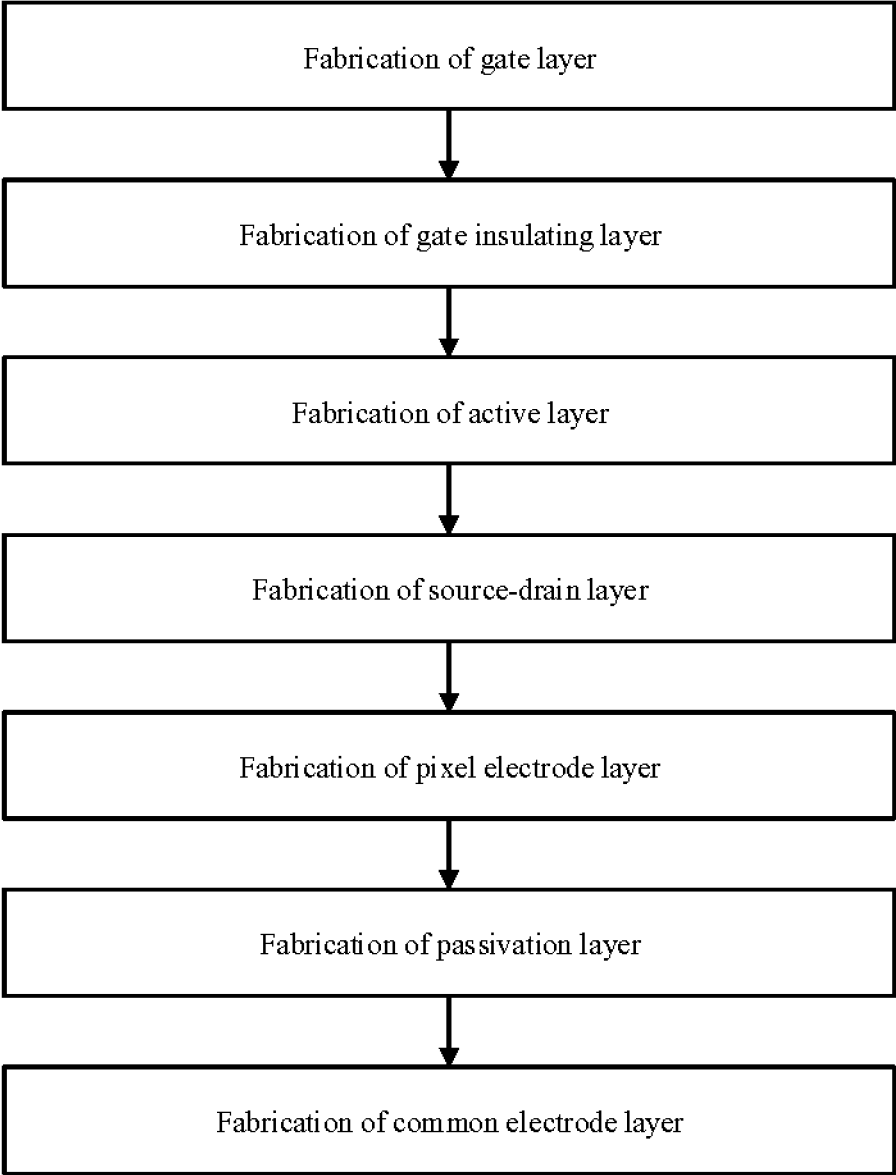 Fabrication of gate layer
Fabrication of gate insulating layer
Fabrication of active layer
Fabrication of source-drain layer
Fabrication of pixel electrode layer
Fabrication of passivation layer
Fabrication of common electrode layer